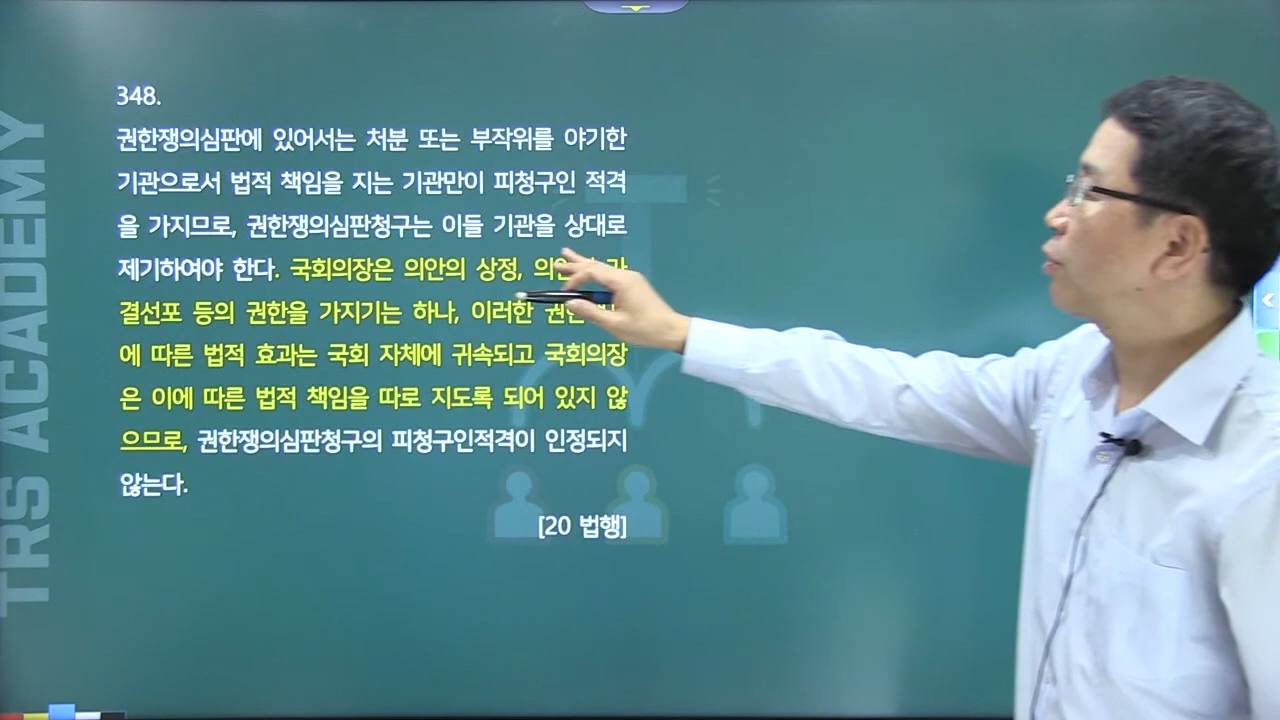 348.
권한쟁의심판에 있어서는 처분 또는 부작위를 야기한
기관으로서 법적 책임을 지는 기관만이 피청구인 적격
을 가지므로, 권한쟁의심판청구는 이들 기관을 상대로
제기하여야 한다. 국회의장은 의안의 상정,
결선포 등의 권한을 가지기는 하나, 이러한
에 따른 법적 효과는 국회 자체에 귀속되고 국회의장
은 이에 따른 법적 책임을 따로 지도록 되어 있지 않
으므로, 권한쟁의심판청구의 피청구인적격이 인정되지
않는다.
[20 법행]
TRS ACADEMY